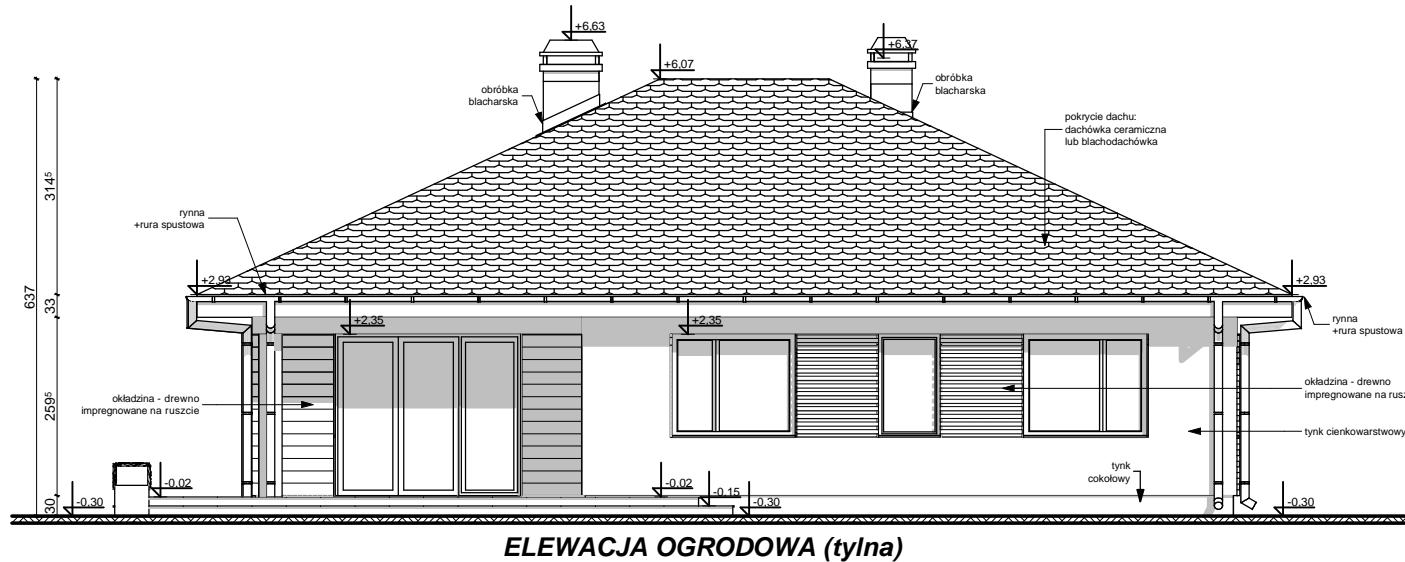 +6,63
+6,37
+6,07
obróbka
blacharska
obróbka
blacharska
pokrycie dachu:
dachówka ceramiczna
lub blachodachówka
314⁵
rynna
+rura spustowa
637
+2,93
+2,93
33
+2,35
+2,35
rynna
+rura spustowa
okładzina - drewno
impregnowane na ruszcie
259⁵
okładzina - drewno
impregnowane na rusz
tynk cienkowarstwowy
tynk
cokołowy
30
-0.30
-0.02
-0.02
-0.15
-0.30
-0.30
ELEWACJA OGRODOWA (tylna)